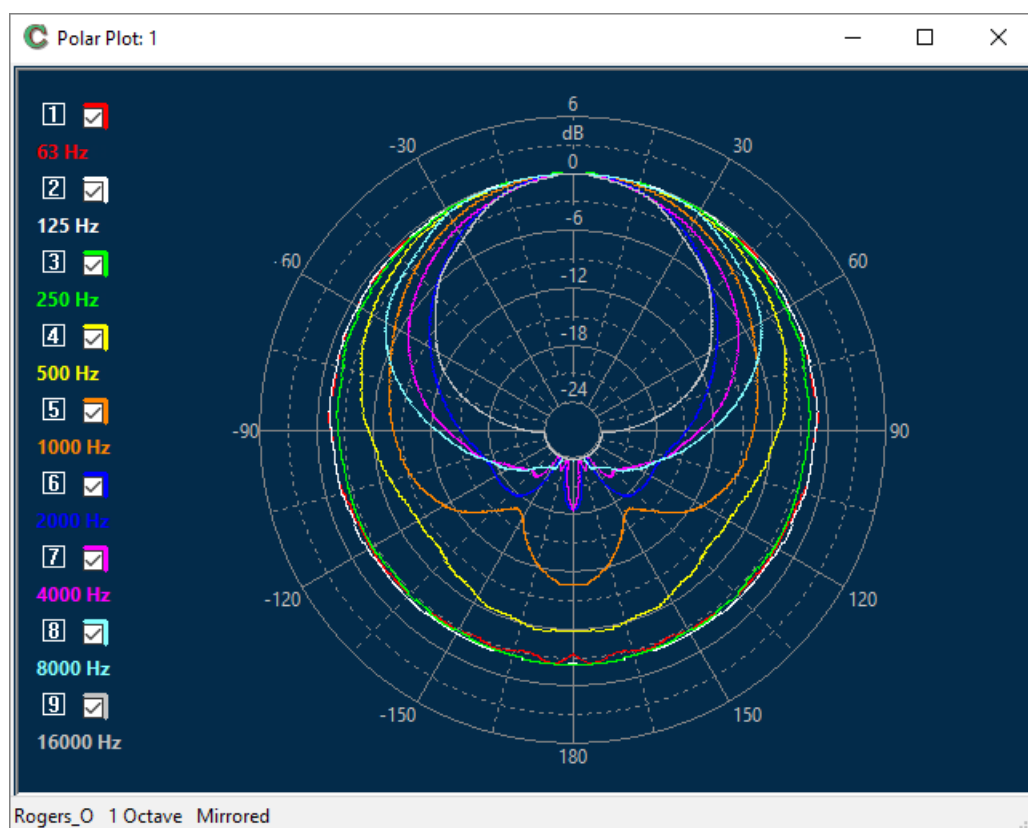 Polar Plot: 1
1
63 Hz
2
125 Hz
3
250 Hz
4
500 Hz
5
1000 Hz
6
2000 Hz
7
4000 Hz
8
8000 Hz
9
16000 Hz
6
dB
0
-6
-12
-18
-24
-30
30
-60
60
-90
90
-120
120
-150
150
180
Rogers_O 1 Octave Mirrored